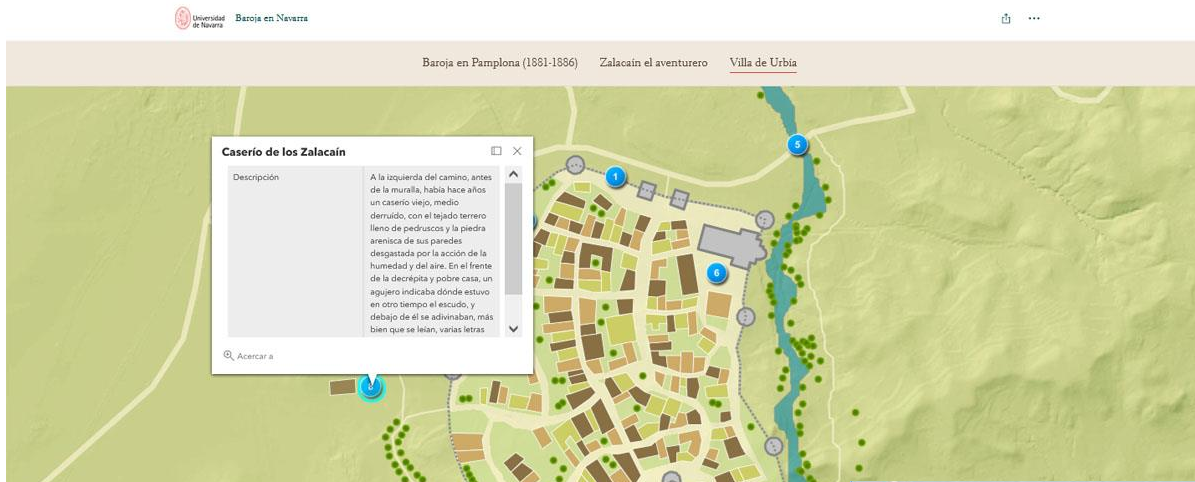 Universidad
de Navarra
Baroja en Navarra
Baroja en Pamplona (1881-1886)
Zalacaín el aventurero
Villa de Urbía
Caserío de los Zalacaín
Descripción
A la izquierda del camino, antes
de la muralla, había hace años
un caserío viejo, medio
derruído, con el tejado terrero
lleno de pedruscos y la piedra
arenisca de sus paredes
desgastada por la acción de la
humedad y del aire. En el frente
de la decrépita y pobre casa, un
agujero indicaba dónde estuvo
en otro tiempo el escudo, y
debajo de él se adivinaban, más
bien que se leían, varias letras
Acercar a
1
5
6